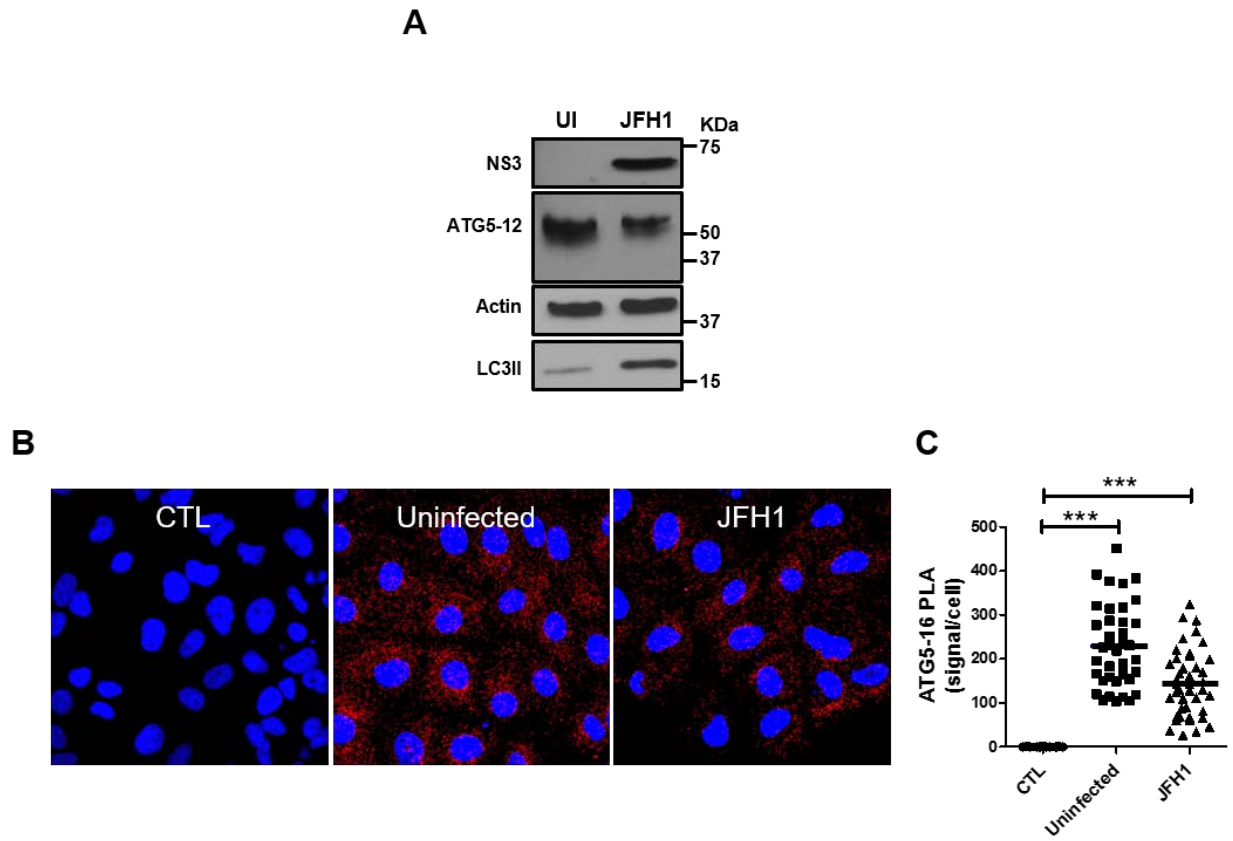 A
UI JFH1 KDa
NS3 75
ATG5-12 50
37
Actin 37
LC3II 15
B
CTL Uninfected JFH1
C
***
***
ATG5-16 PLA
(signal/cell)
500
400
300
200
100
0
CTL
Uninfected
JFH1